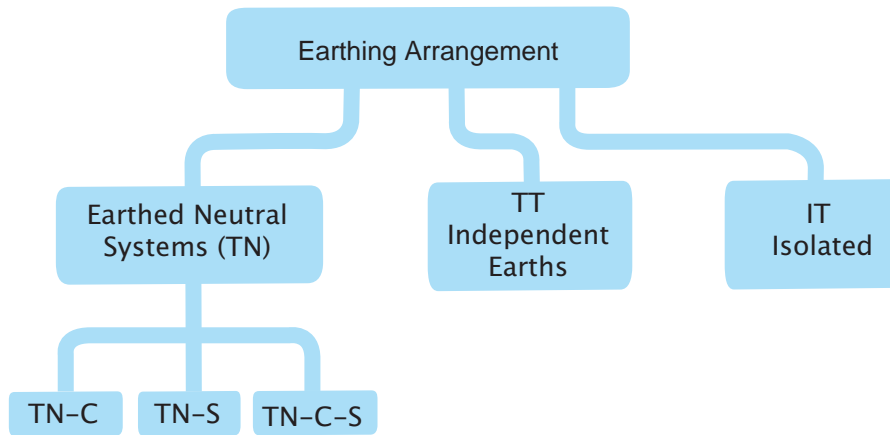 Earthing Arrangement
Earthed Neutral
Systems (TN)
TT
Independent
Earths
IT
Isolated
TN–C
TN–S
TN–C–S